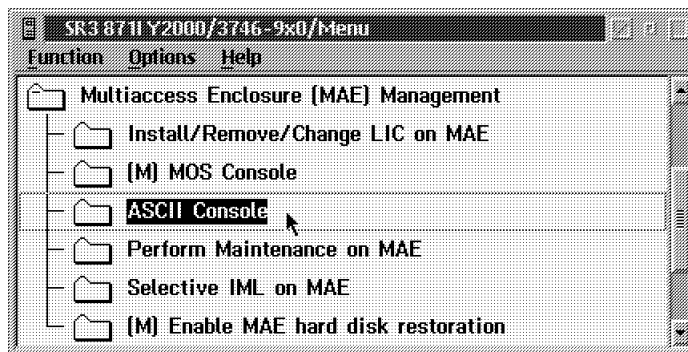 SR3 8711 Y2000/3746-9x0/Menu
Function Options Help
Multiaccess Enclosure (MAE) Management
Install/Remove/Change LIC on MAE
(M) MOS Console
ASCII Console
Perform Maintenance on MAE
Selective IML on MAE
(M) Enable MAE hard disk restoration